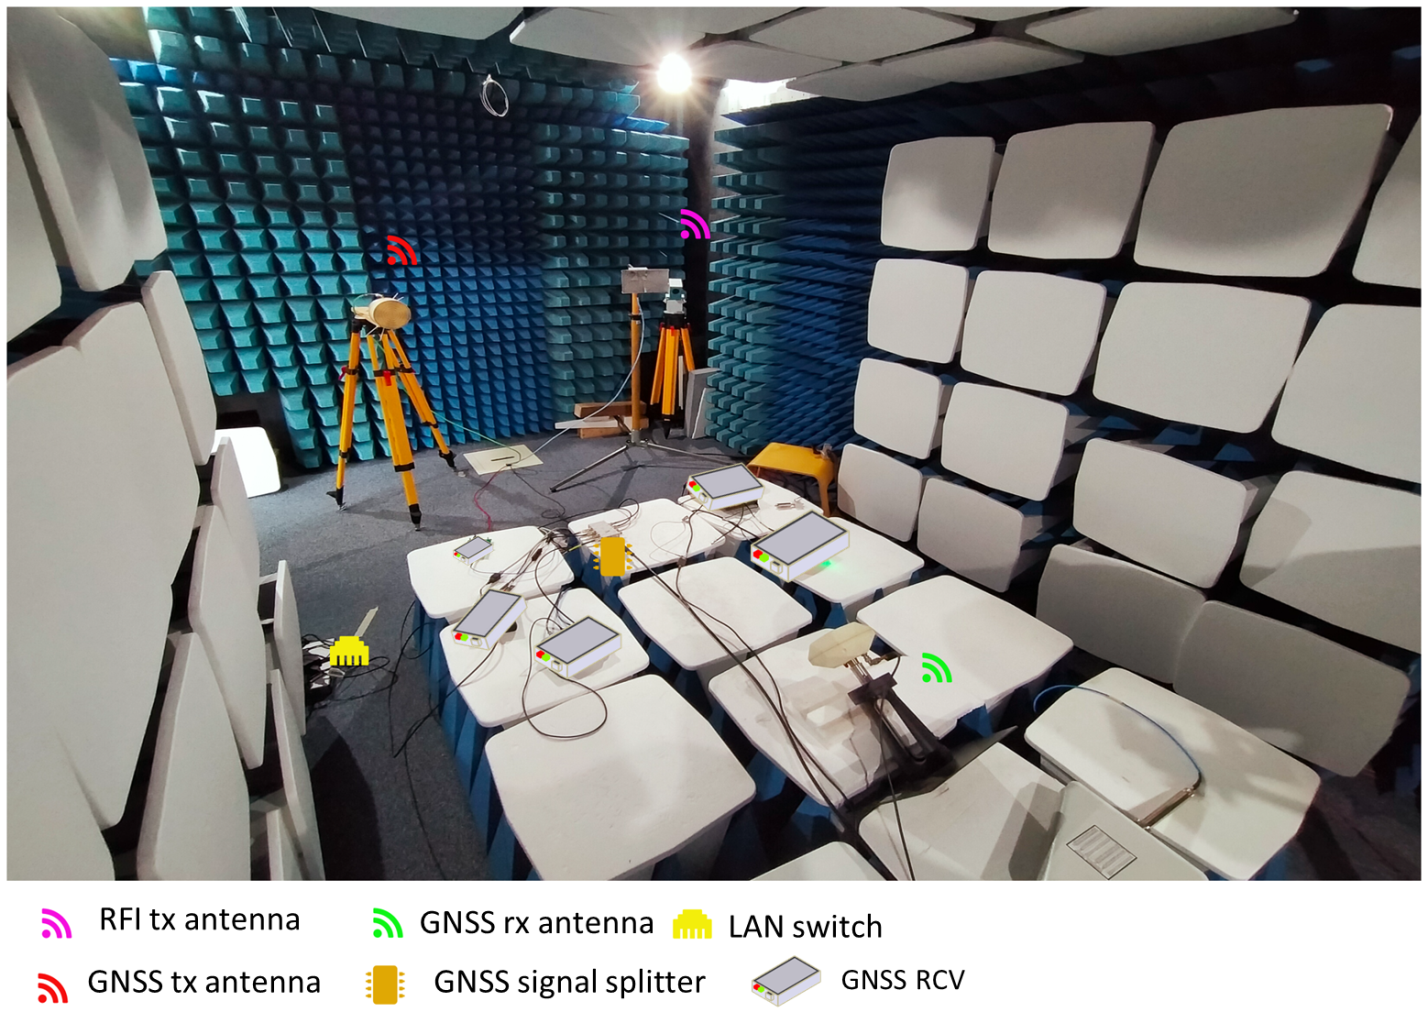 RFI tx antenna
GNSS rx antenna
LAN switch
GNSS tx antenna
GNSS signal splitter
GNSS RCV